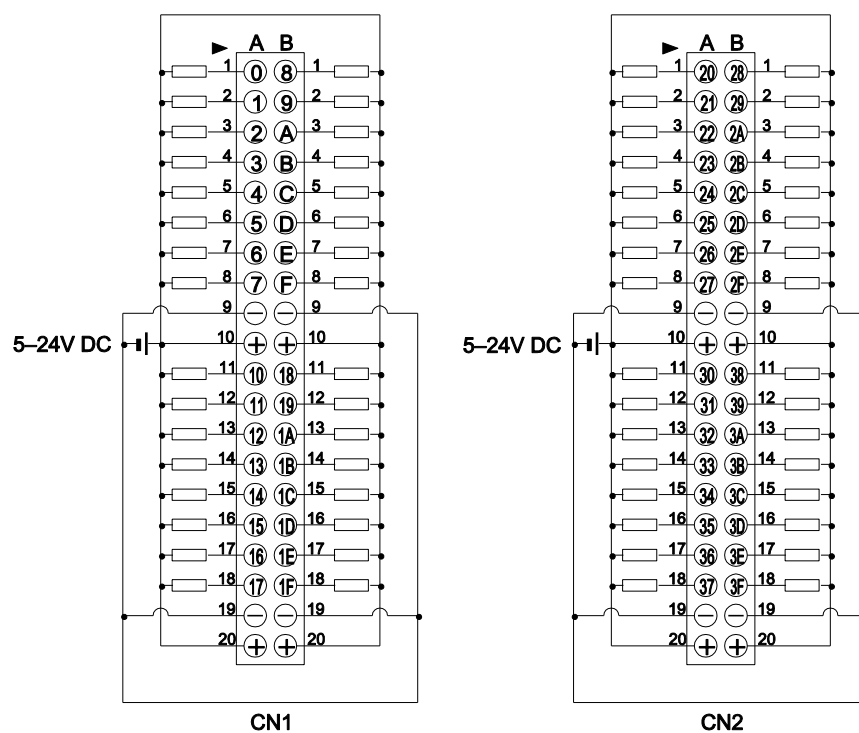 A B A B
1 0 8 1 1 20 28 1
2 1 9 2 2 21 29 2
3 2 A 3 3 22 2A 3
4 3 B 4 4 23 2B 4
5 4 C 5 5 24 2C 5
6 5 D 6 6 25 2D 6
7 6 E 7 7 26 2E 7
8 7 F 8 8 27 2F 8
9 − − 9 9 − − 9
5–24V DC 10 + + 10 5–24V DC 10 + + 10
11 10 18 11 11 30 38 11
12 11 19 12 12 31 39 12
13 12 1A 13 13 32 3A 13
14 13 1B 14 14 33 3B 14
15 14 1C 15 15 34 3C 15
16 15 1D 16 16 35 3D 16
17 16 1E 17 17 36 3E 17
18 17 1F 18 18 37 3F 18
19 − − 19 19 − − 19
20 + + 20 20 + + 20
CN1 CN2